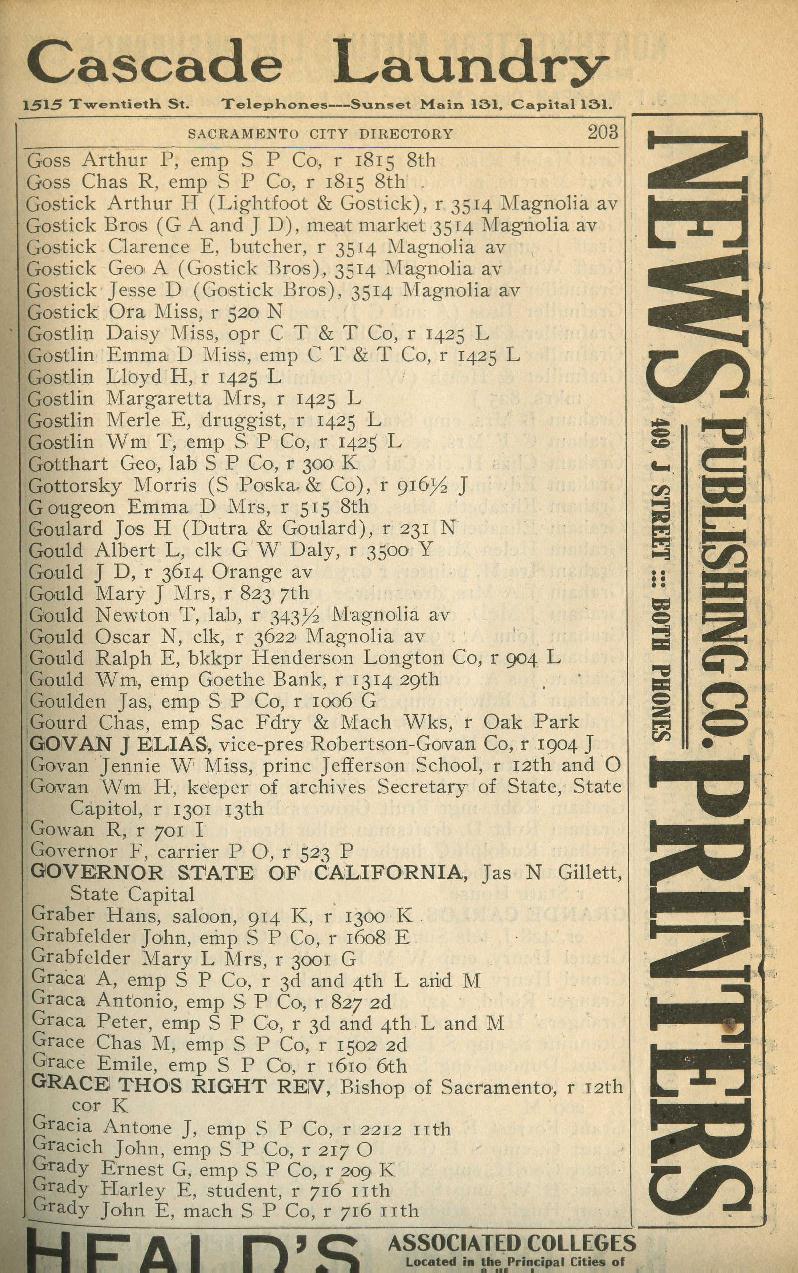 Cascade Laundry
1515 Twentieth St. Telephones----Sunset Main 131, Capital 131.
SACRAMENTO CITY DIRECTORY 203
Goss Arthur P, emp S P Co, r 1815 8th
Goss Chas R, emp S P Co, r 1815 8th
Gostick Arthur H (Lightfoot & Gostick), r 3514 Magnolia av
Gostick Bros (G A and J D), meat market 3514 Magnolia av
Gostick Clarence E, butcher, r 3514 Magnolia av
Gostick Geo A (Gostick Bros), 3514 Magnolia av
Gostick Jesse D (Gostick Bros), 3514 Magnolia av
Gostick Ora Miss, r 520 N
Gostlin Daisy Miss, opr C T & T Co, r 1425 L
Gostlin Emma D Miss, emp C T & T Co, r 1425 L
Gostlin Lloyd H, r 1425 L
Gostlin Margaretta Mrs, r 1425 L
Gostlin Merle E, druggist, r 1425 L
Gostlin Wm T, emp S P Co, r 1425 L
Gotthart Geo, lab S P Co, r 300 K
Gottorsky Morris (S Poska & Co), r 916½ J
Gougeon Emma D Mrs, r 515 8th
Goulard Jos H (Dutra & Goulard), r 231 N
Gould Albert L, clk G W Daly, r 3500 Y
Gould J D, r 3614 Orange av
Gould Mary J Mrs, r 823 7th
Gould Newton T, lab, r 343½ Magnolia av
Gould Oscar N, clk, r 3622 Magnolia av
Gould Ralph E, bkkpr Henderson Longton Co, r 904 L
Gould Wm, emp Goethe Bank, r 1314 29th
Goulden Jas, emp S P Co, r 1006 G
Gourd Chas, emp Sac Fdry & Mach Wks, r Oak Park
GOVAN J ELIAS, vice-pres Robertson-Govan Co, r 1904 J
Govan Jennie W Miss, princ Jefferson School, r 12th and O
Govan Wm H, keeper of archives Secretary of State, State
Capitol, r 1301 13th
Gowan R, r 701 I
Governor F, carrier P O, r 523 P
GOVERNOR STATE OF CALIFORNIA, Jas N Gillett,
State Capital
Graber Hans, saloon, 914 K, r 1300 K
Grabfelder John, emp S P Co, r 1608 E
Grabfelder Mary L Mrs, r 3001 G
Graca A, emp S P Co, r 3d and 4th L and M
Graca Antonio, emp S P Co, r 827 2d
Graca Peter, emp S P Co, r 3d and 4th L and M
Grace Chas M, emp S P Co, r 1502 2d
Grace Emile, emp S P Co, r 1610 6th
GRACE THOS RIGHT REV, Bishop of Sacramento, r 12th
cor K
Gracia Antone J, emp S P Co, r 2212 11th
Gracich John, emp S P Co, r 217 O
Grady Ernest G, emp S P Co, r 209 K
Grady Harley E, student, r 716 11th
Grady John E, mach S P Co, r 716 11th
NEWS PUBLISHING CO. PRINTERS
409 J STREET ::: BOTH PHONES
HEALD'S
ASSOCIATED COLLEGES
Located in the Principal Cities of